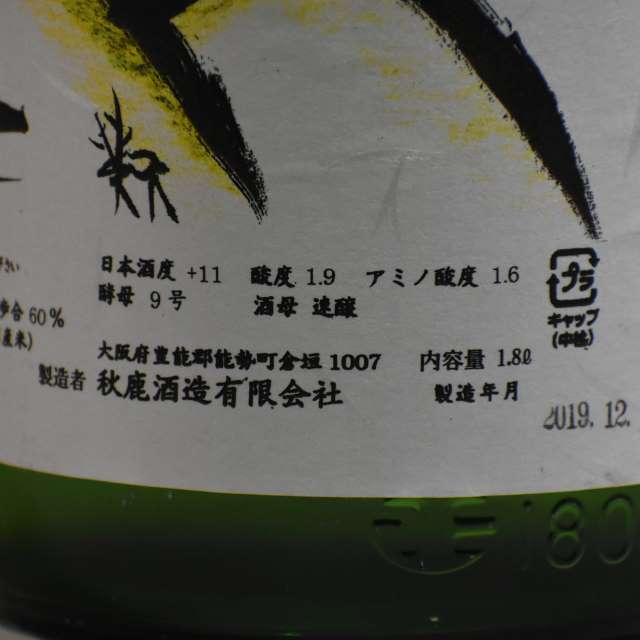 日本酒度 +11 酸度 1.9 アミノ酸度 1.6
酵母 9号 酒母 速醸
歩合 60%
産米)
大阪府豊能郡能勢町倉垣 1007 内容量 1.8ℓ
製造者 秋鹿酒造有限会社 製造年月
2019.12.
プラ
キャップ
(中栓)
180